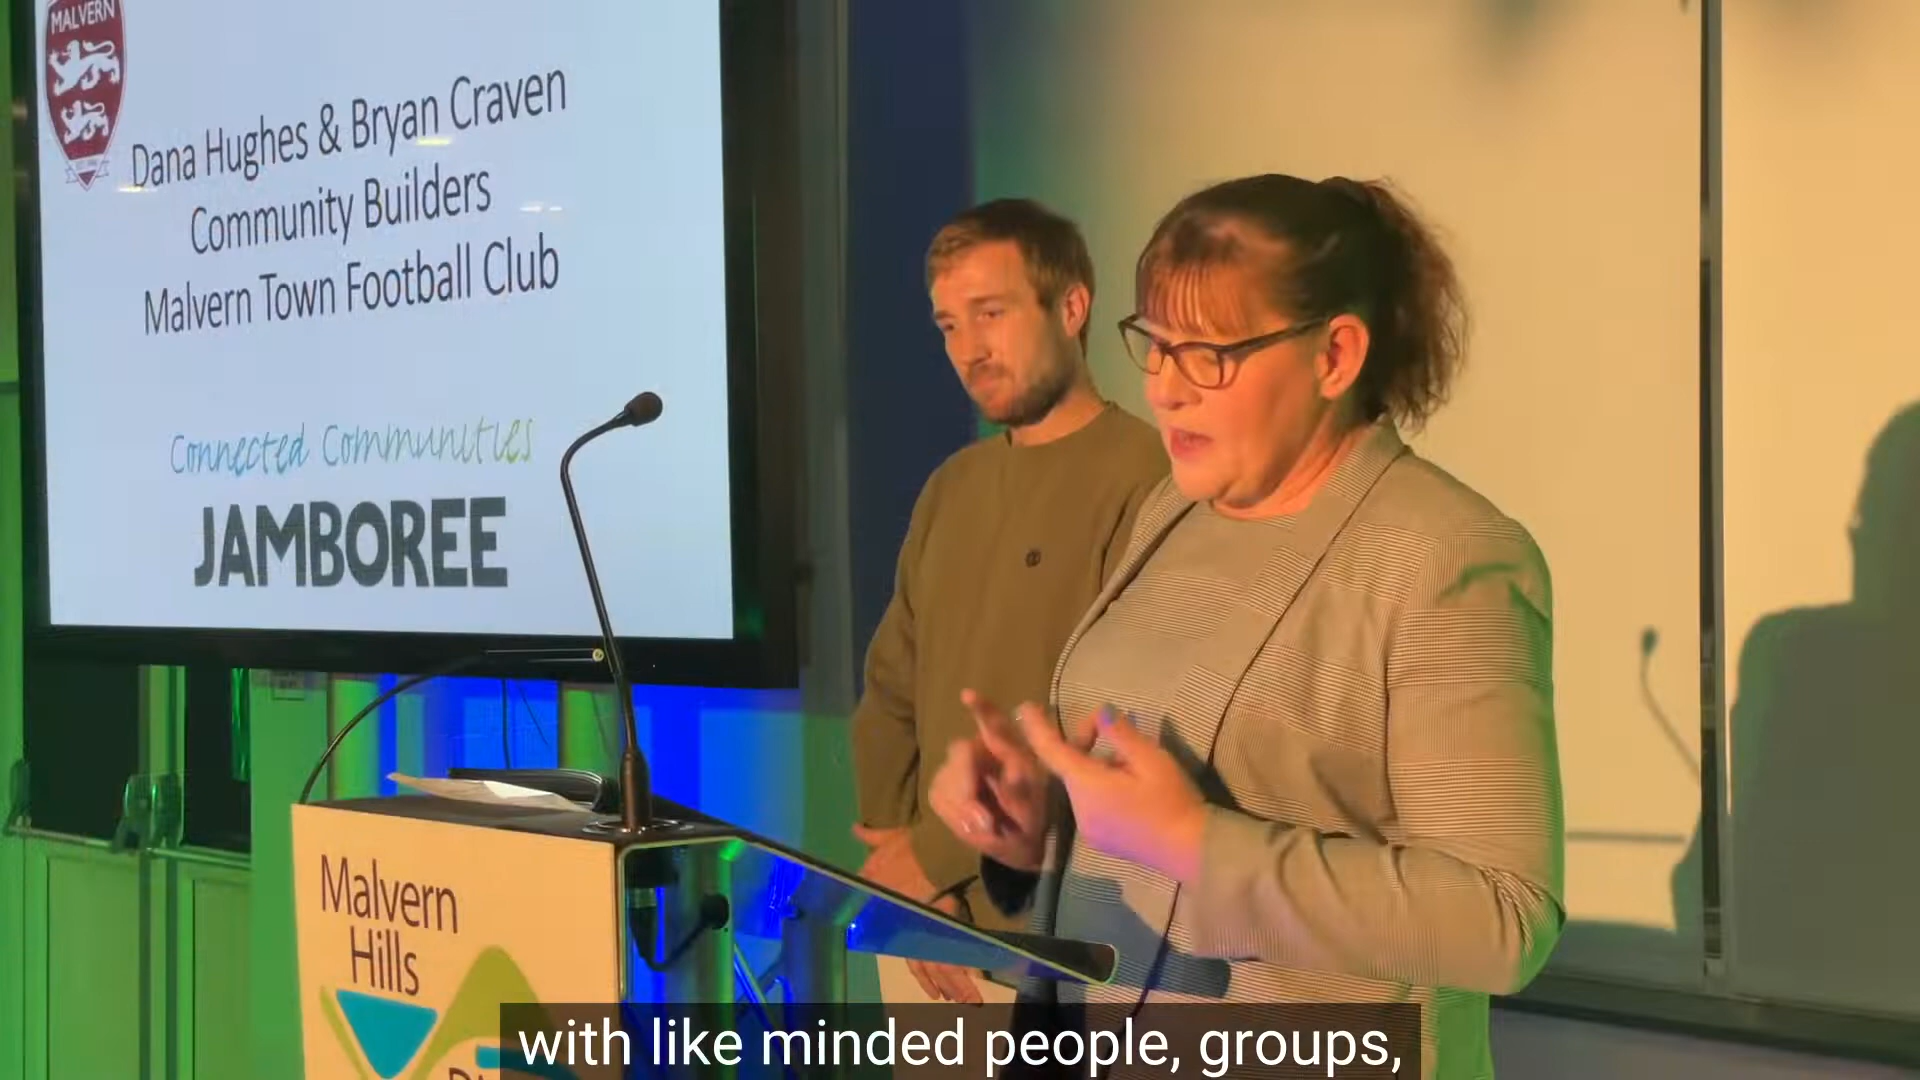 MALVERN
Dana Hughes & Bryan Craven
Community Builders
Malvern Town Football Club
Connected Communities
JAMBOREE
Malvern
Hills
with like minded people, groups,